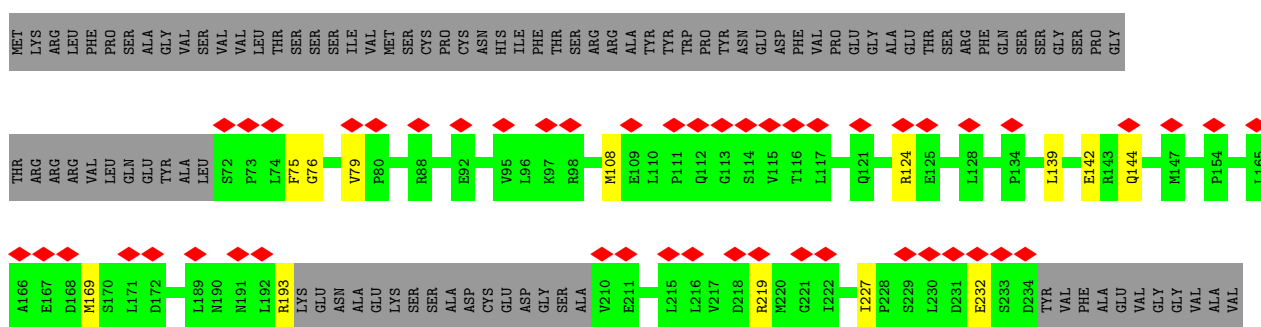 MET LYS ARG LEU PHE PRO SER ALA GLY VAL SER VAL VAL LEU THR SER SER SER ILE VAL MET SER CYS PRO CYS ASN HIS ILE PHE THR SER ARG ARG ALA TYR TYR TRP PRO TYR ASN GLU ASP PHE VAL PRO GLU GLY ALA GLU THR SER ARG PHE GLN SER SER GLY SER PRO GLY
THR ARG ARG ARG VAL LEU GLN GLU TYR ALA LEU S72 P73 L74 F75 G76 V79 P80 R88 E92 V95 L96 K97 R98 M108 E109 L110 P111 Q112 G113 S114 V115 T116 L117 Q121 R124 E125 L128 P134 L139 E142 R143 Q144 M147 P154 L165
A166 E167 D168 M169 S170 L171 D172 L189 N190 N191 L192 R193 LYS GLU ASN ALA GLU LYS SER SER ALA ASP CYS GLU ASP GLY SER ALA V210 E211 L215 L216 V217 D218 R219 M220 G221 I222 I227 P228 S229 L230 D231 E232 S233 D234 TYR VAL PHE ALA GLU VAL GLY GLY VAL ALA VAL